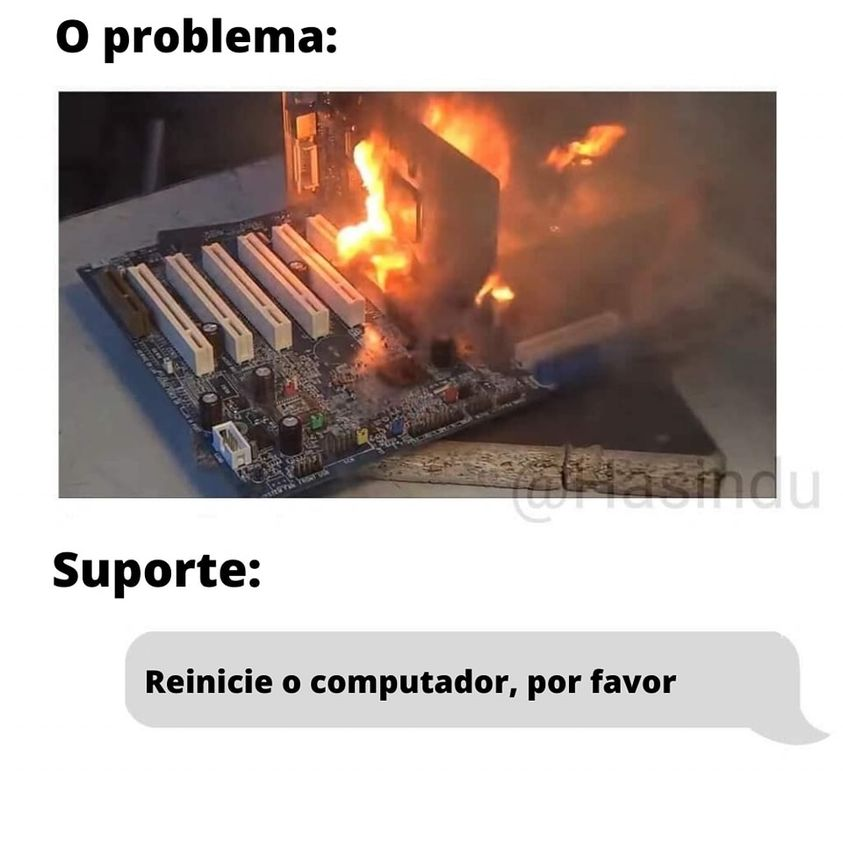 O problema:
@Hasindu
Suporte:
Reinicie o computador, por favor